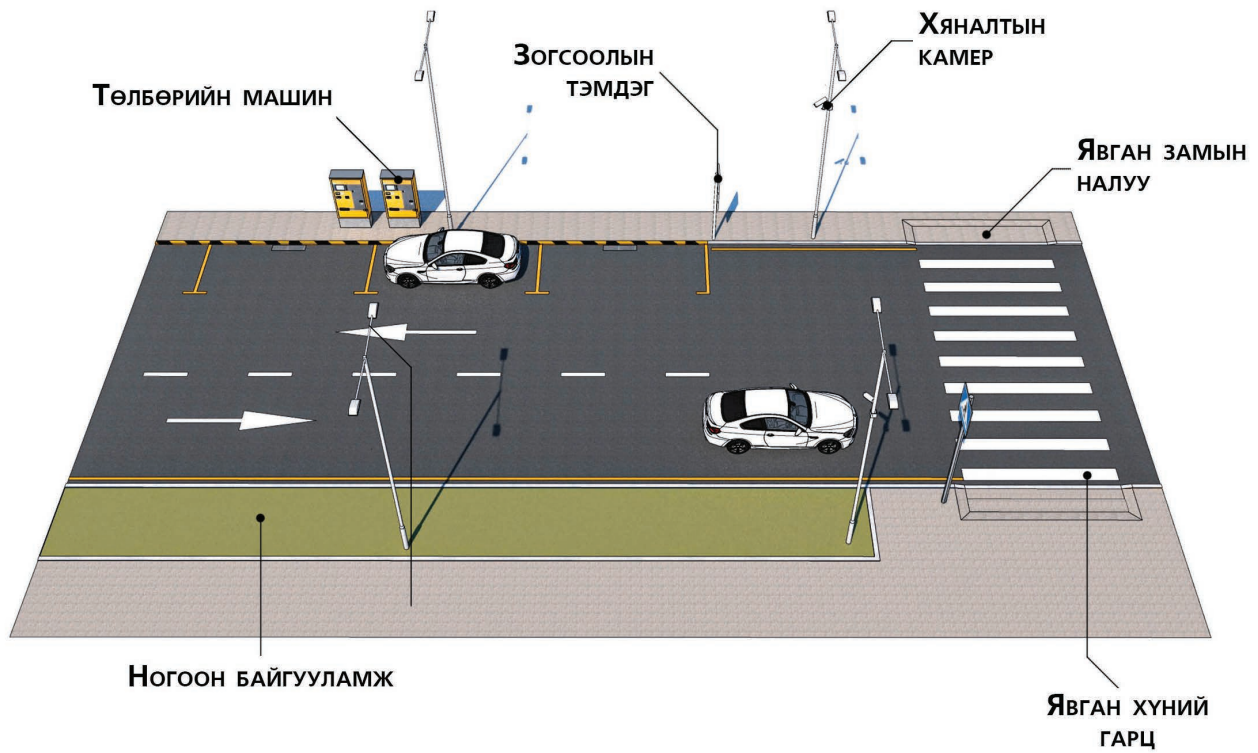 Хяналтын
камер
Зогсоолын
тэмдэг
Төлбөрийн машин
Явган замын
налуу
Ногоон байгууламж
Явган хүний
гарц